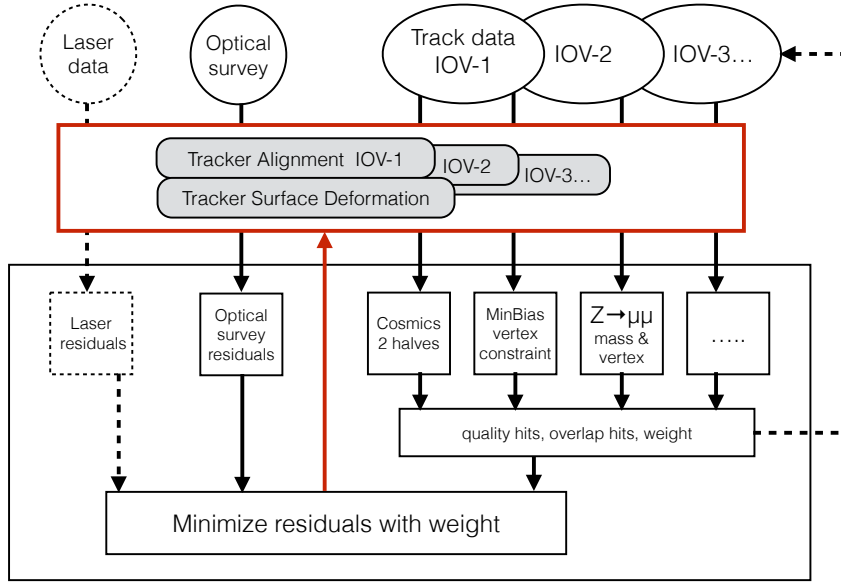 Laser
data
Optical
survey
Track data
IOV-1
IOV-2
IOV-3...
Tracker Alignment IOV-1
IOV-2
IOV-3...
Tracker Surface Deformation
Laser
residuals
Optical
survey
residuals
Cosmics
2 halves
MinBias
vertex
constraint
Z→μμ
mass &
vertex
.....
quality hits, overlap hits, weight
Minimize residuals with weight